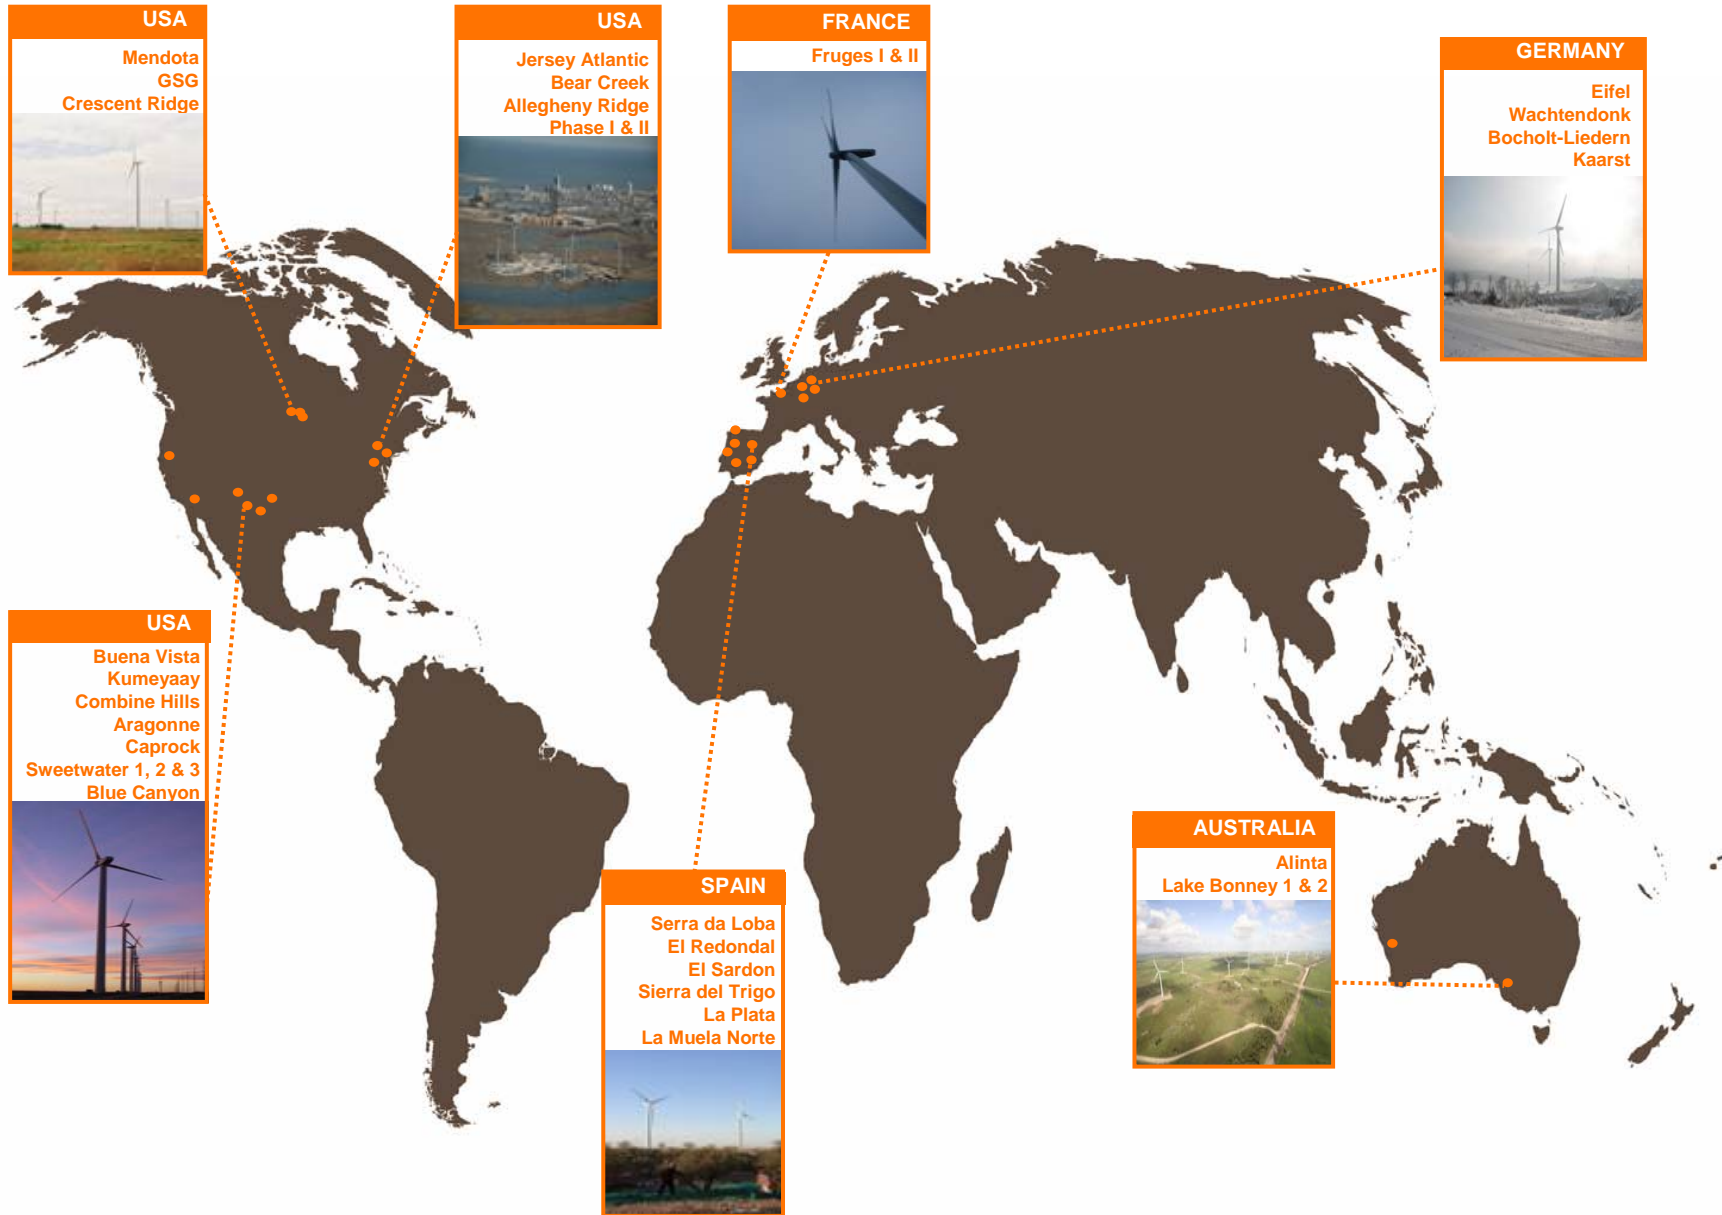 USA
Mendota
GSG
Crescent Ridge
USA
Jersey Atlantic
Bear Creek
Allegheny Ridge
Phase I & II
FRANCE
Fruges I & II
GERMANY
Eifel
Wachtendonk
Bocholt-Liedern
Kaarst
USA
Buena Vista
Kumeyaay
Combine Hills
Aragonne
Caprock
Sweetwater 1, 2 & 3
Blue Canyon
SPAIN
Serra da Loba
El Redondal
El Sardon
Sierra del Trigo
La Plata
La Muela Norte
AUSTRALIA
Alinta
Lake Bonney 1 & 2